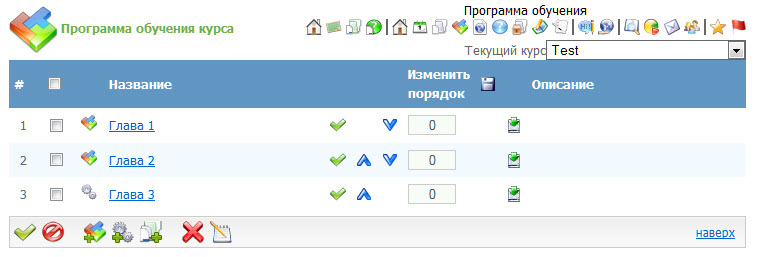 Программа обучения
Программа обучения курса
Текущий курс Test
# Название Изменить порядок Описание
1 Глава 1 0
2 Глава 2 0
3 Глава 3 0
наверх